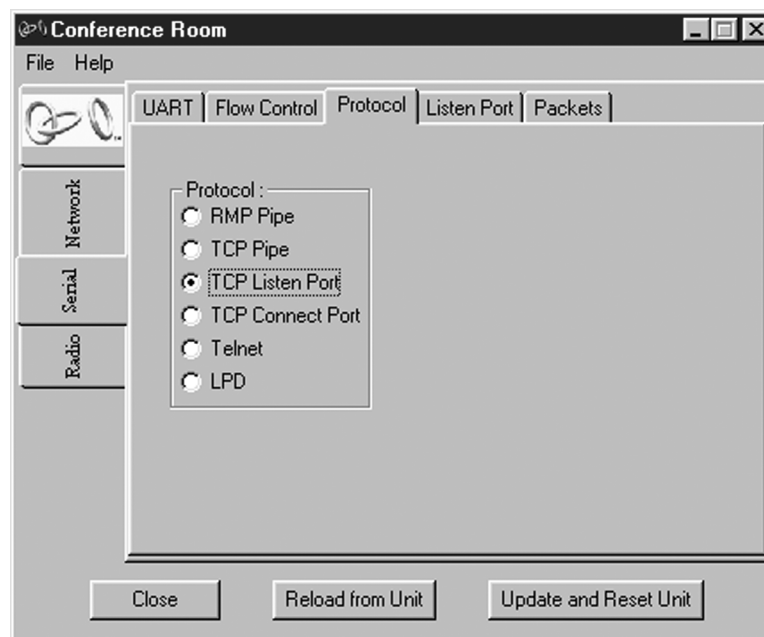 Conference Room
File Help
UART Flow Control Protocol Listen Port Packets
Network
Serial
Radio
Protocol :
RMP Pipe
TCP Pipe
TCP Listen Port
TCP Connect Port
Telnet
LPD
Close Reload from Unit Update and Reset Unit